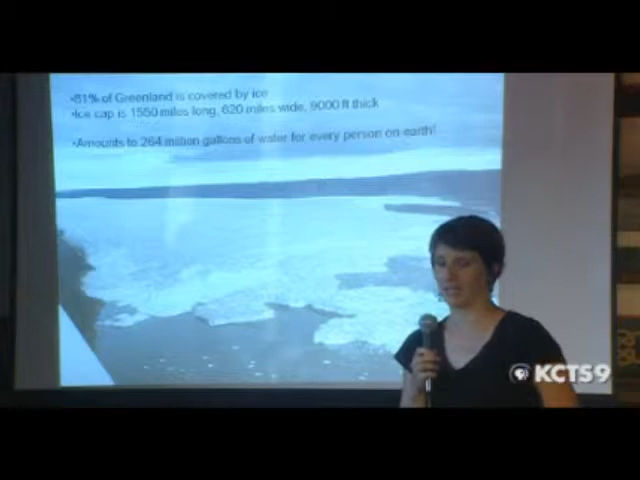 •81% of Greenland is covered by ice
•Ice cap is 1550 miles long, 620 miles wide, 9000 ft thick
•Amounts to 264 million gallons of water for every person on earth!
KCTS9